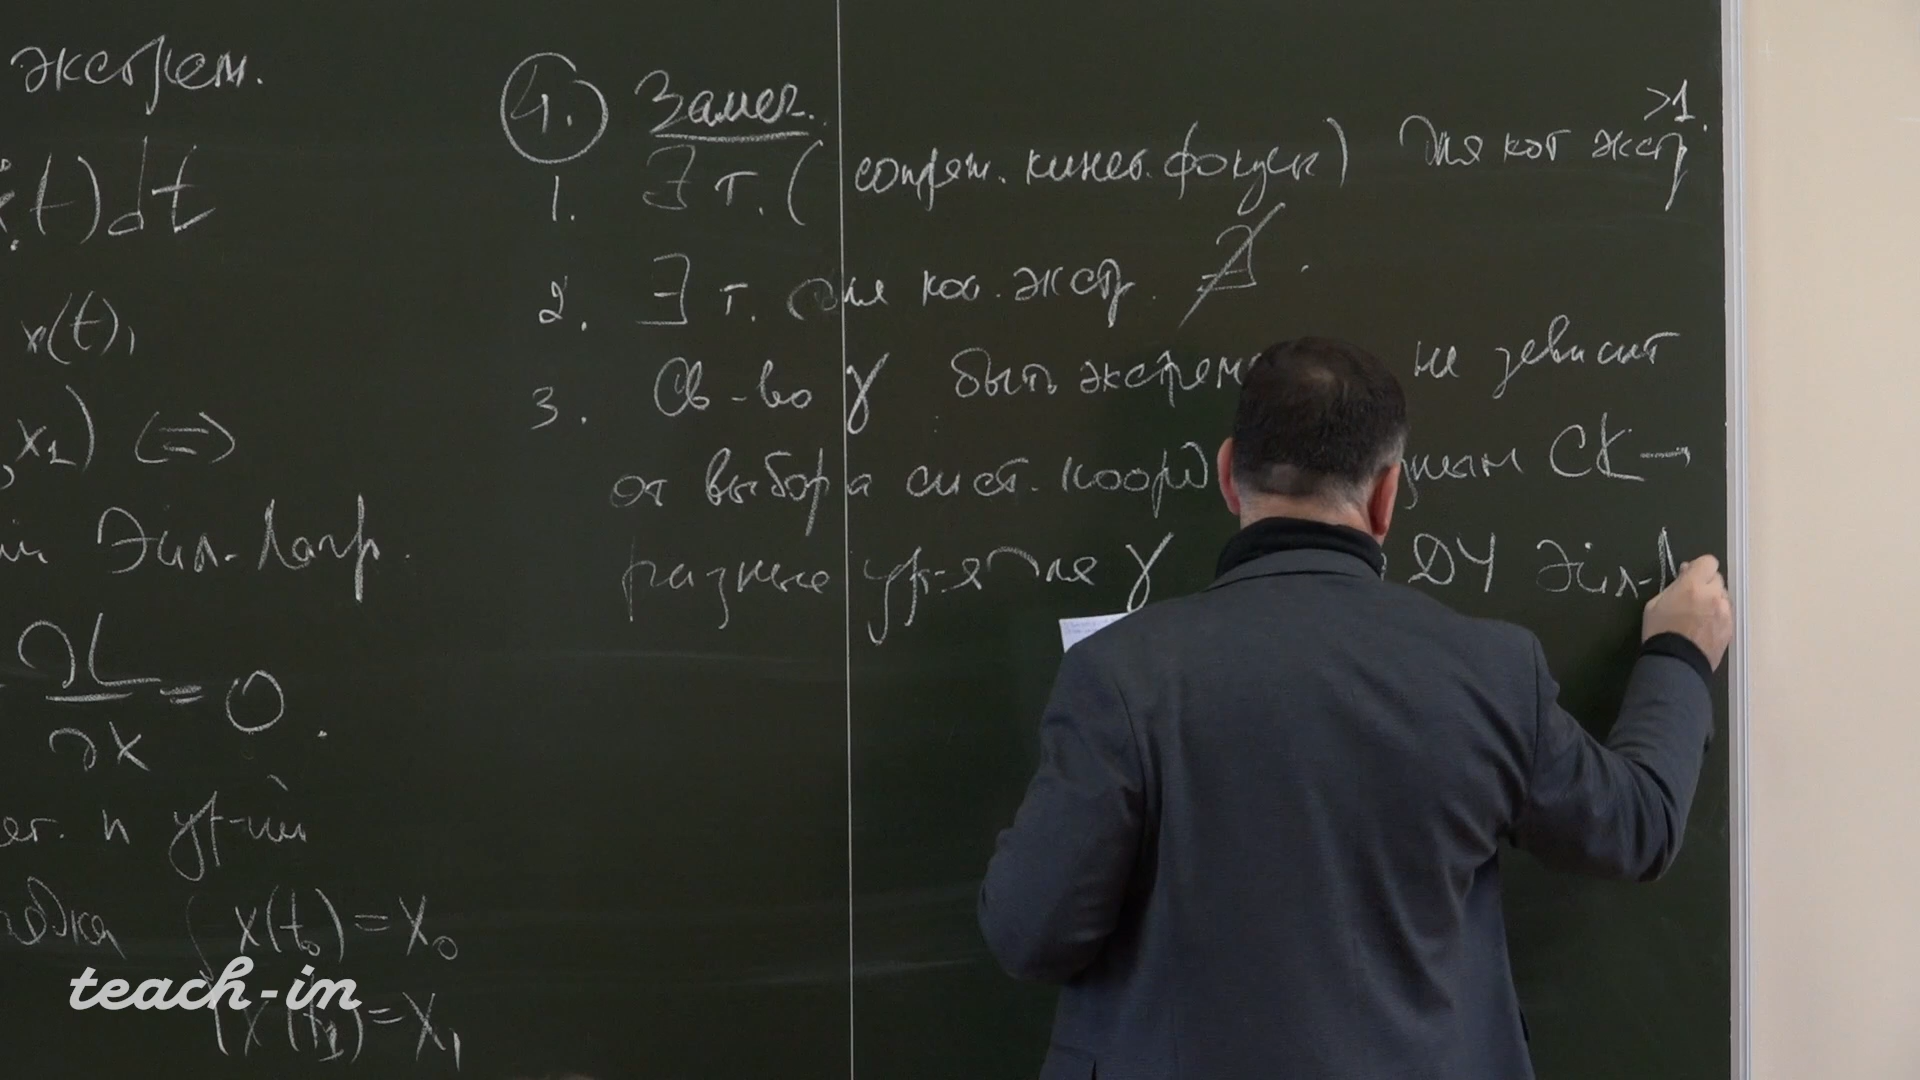 экстрем.
t) dt
x(t),
, x₁) (=)
Эйл-Лагр.
∂L/∂x = 0.
n ур-ий
x(t₀) = x₀
x(t₁) = x₁
4. Замеч.
1. ∃ т. (сопряж. кинет. фокусы) для кот экстр >1.
2. ∃ т. для кот. экстр. ∄.
3. Св-во γ быть экстрем не зависит
от выбора сист. коорд СК→
разные ур-я для γ ДУ Эйл-Л
teach-in